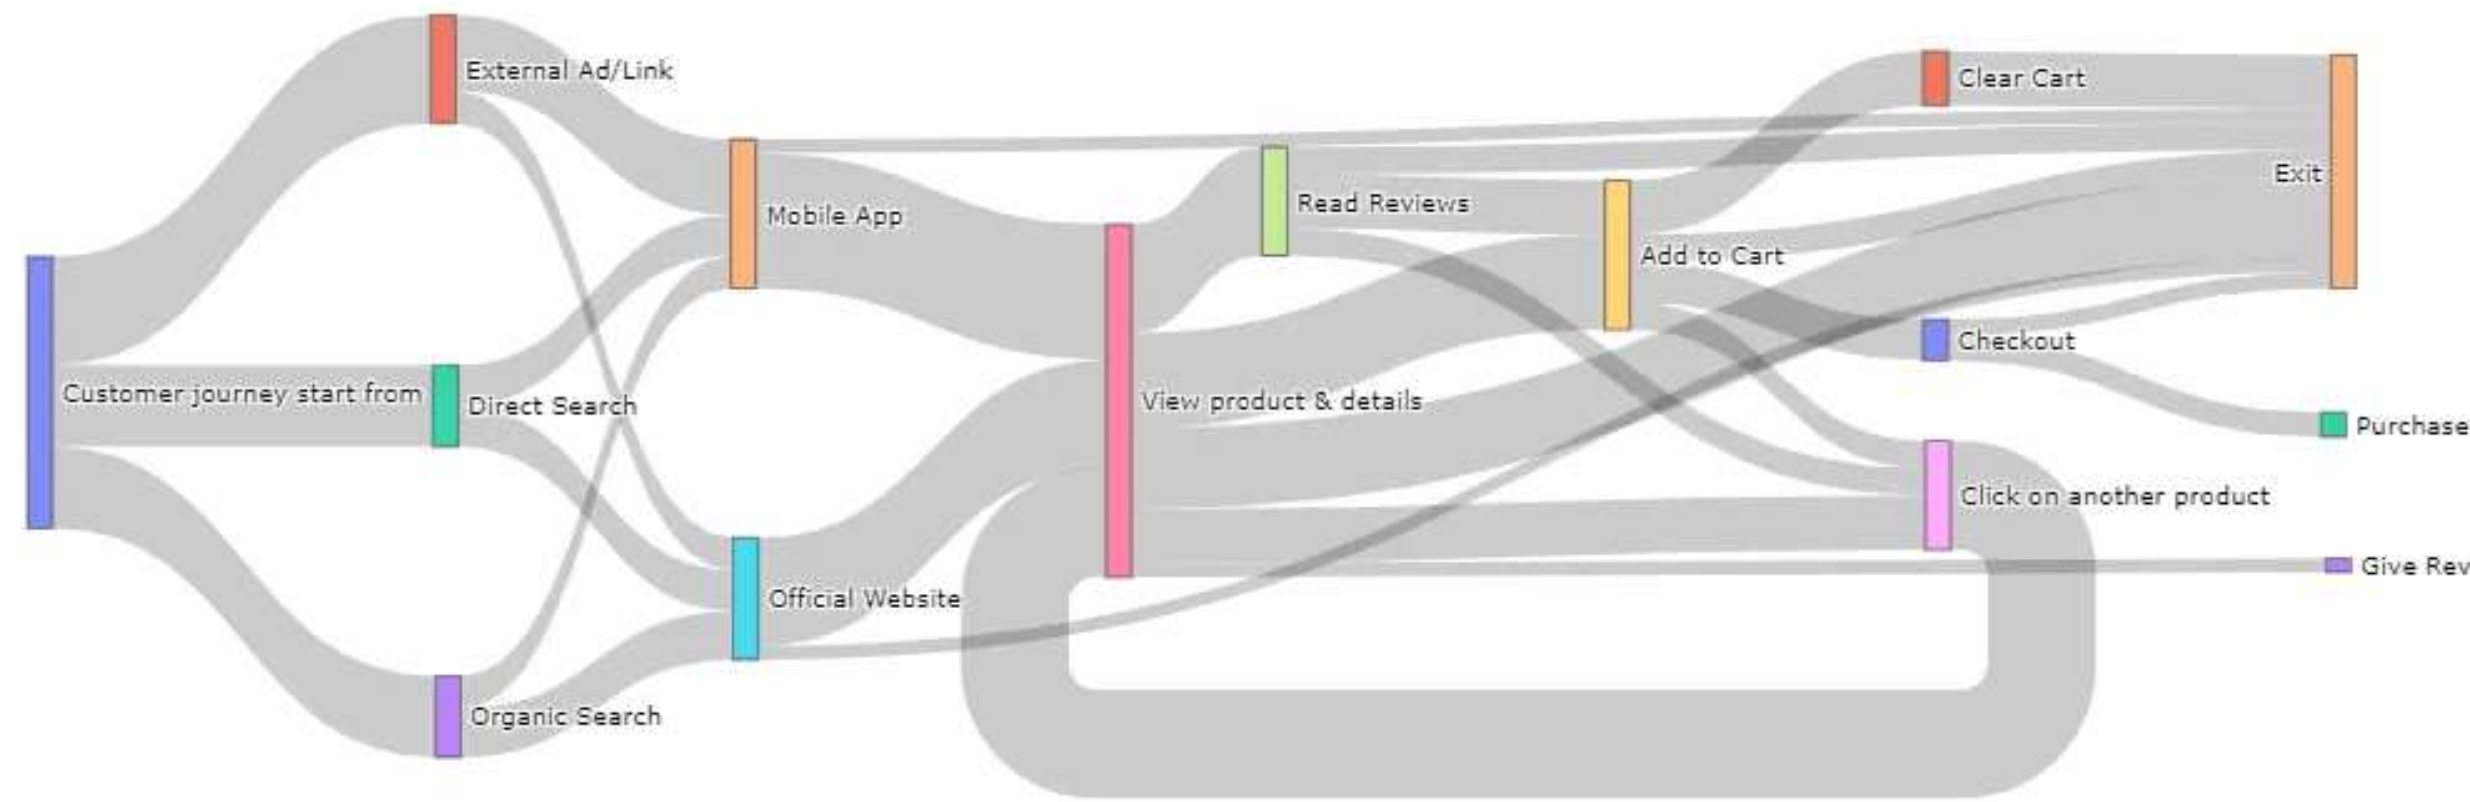 External Ad/Link
Clear Cart
Exit
Read Reviews
Mobile App
Add to Cart
Checkout
Customer journey start from
View product & details
Direct Search
Purchase
Click on another product
Give Rev
Official Website
Organic Search